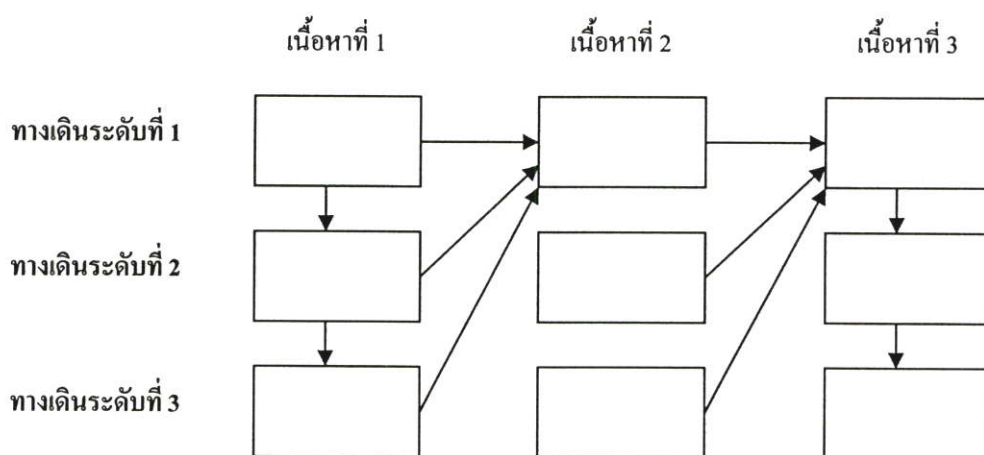 เนื้อหาที่ 1 เนื้อหาที่ 2 เนื้อหาที่ 3
ทางเดินระดับที่ 1
ทางเดินระดับที่ 2
ทางเดินระดับที่ 3